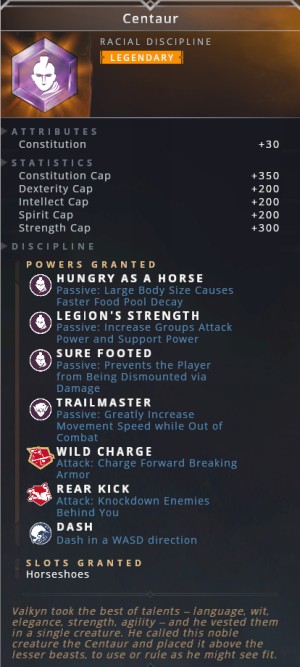 Centaur
RACIAL DISCIPLINE
LEGENDARY
ATTRIBUTES
Constitution +30
STATISTICS
Constitution Cap +350
Dexterity Cap +200
Intellect Cap +200
Spirit Cap +200
Strength Cap +300
DISCIPLINE
POWERS GRANTED
HUNGRY AS A HORSE
Passive: Large Body Size Causes
Faster Food Pool Decay
LEGION'S STRENGTH
Passive: Increase Groups Attack
Power and Support Power
SURE FOOTED
Passive: Prevents the Player
from Being Dismounted via
Damage
TRAILMASTER
Passive: Greatly Increase
Movement Speed while Out of
Combat
WILD CHARGE
Attack: Charge Forward Breaking
Armor
REAR KICK
Attack: Knockdown Enemies
Behind You
DASH
Dash in a WASD direction
SLOTS GRANTED
Horseshoes
Valkyn took the best of talents – language, wit,
elegance, strength, agility – and he vested them
in a single creature. He called this noble
creature the Centaur and placed it above the
lesser beasts, to use or rule as he might see fit.